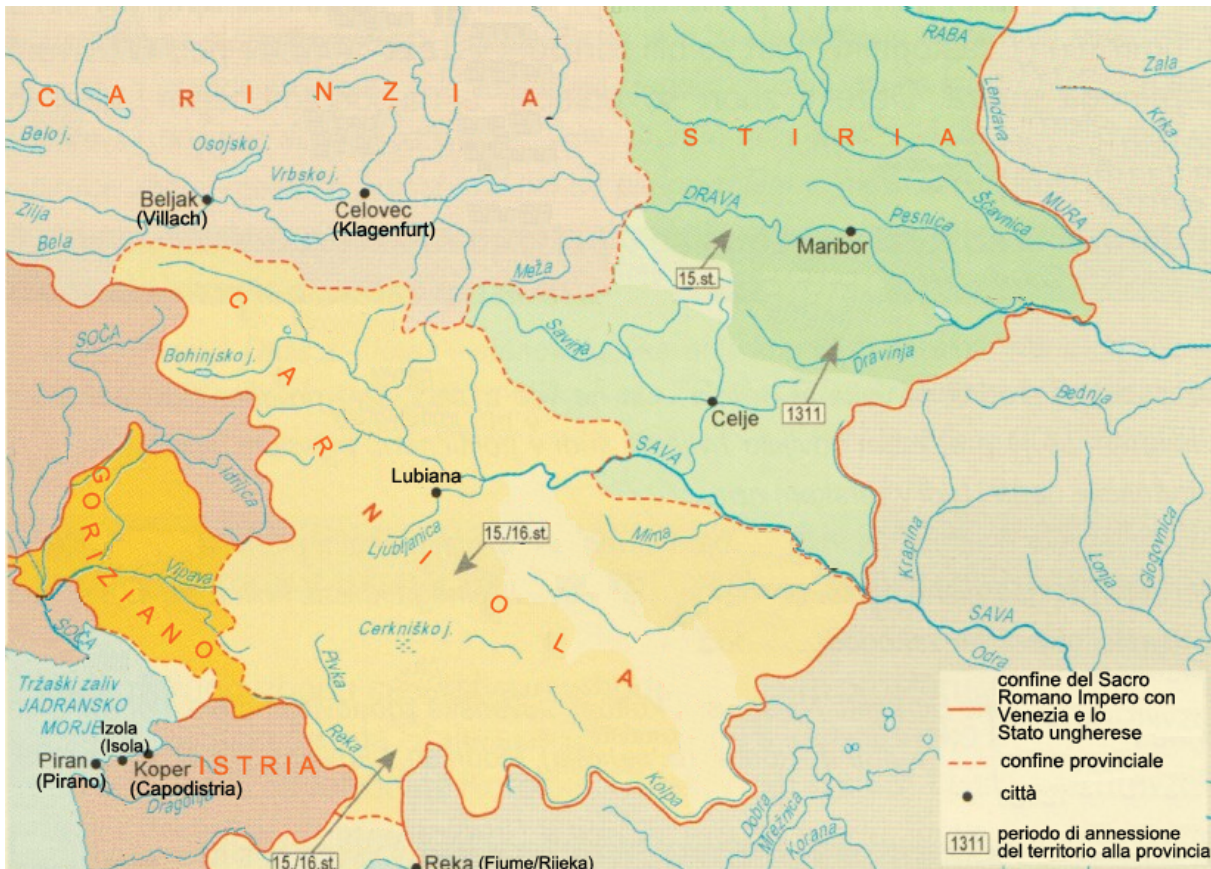 RABA
Zala
Lendava
Krka
CARINZIA
STIRIA
Belo j.
Osojsko j.
Vrbsko j.
Beljak
(Villach)
Celovec
(Klagenfurt)
Zilja
Bela
DRAVA
Pesnica
Ščavnica
MURA
Maribor
Meža
15.st.
CARNIOLA
SOČA
Bohinjsko j.
Savinja
Dravinja
1311
Celje
Bednja
GORIZIANO
Idrijca
SAVA
Lubiana
Ljubljanica
15./16.st.
Mirna
Krapina
Lonja
Glogovnica
Vipava
SOČA
Cerkniško j.
Pivka
Reka
SAVA
Odra
Tržaški zaliv
JADRANSKO
MORJE
Izola
(Isola)
Piran
(Pirano)
Koper
(Capodistria)
ISTRIA
Dragonja
Kolpa
Dobra
Mrežnica
Korana
15./16.st.
Reka (Fiume/Rijeka)
confine del Sacro
Romano Impero con
Venezia e lo
Stato ungherese
confine provinciale
città
1311 periodo di annessione
del territorio alla provincia